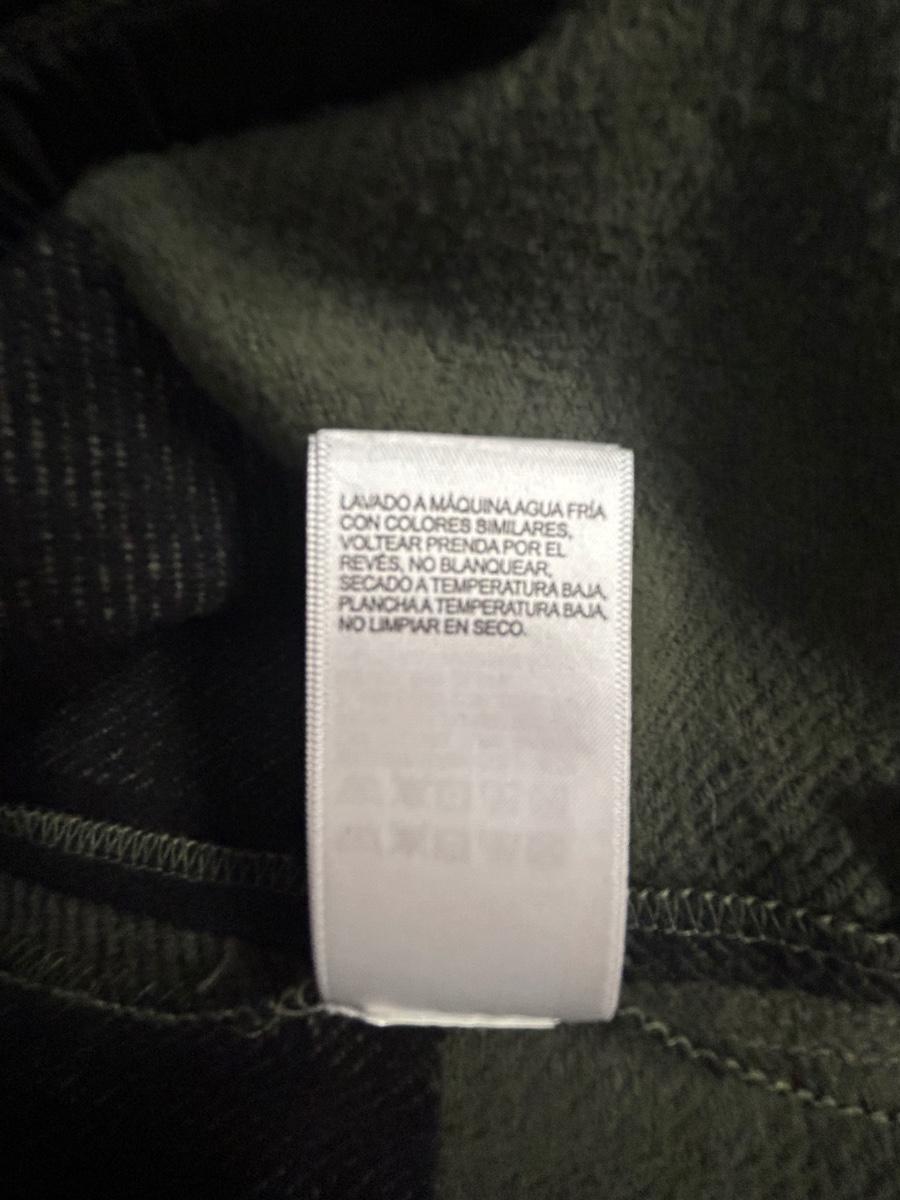 LAVADO A MÁQUINA AGUA FRÍA
CON COLORES SIMILARES,
VOLTEAR PRENDA POR EL
REVÉS, NO BLANQUEAR,
SECADO A TEMPERATURA BAJA,
PLANCHA A TEMPERATURA BAJA,
NO LIMPIAR EN SECO.